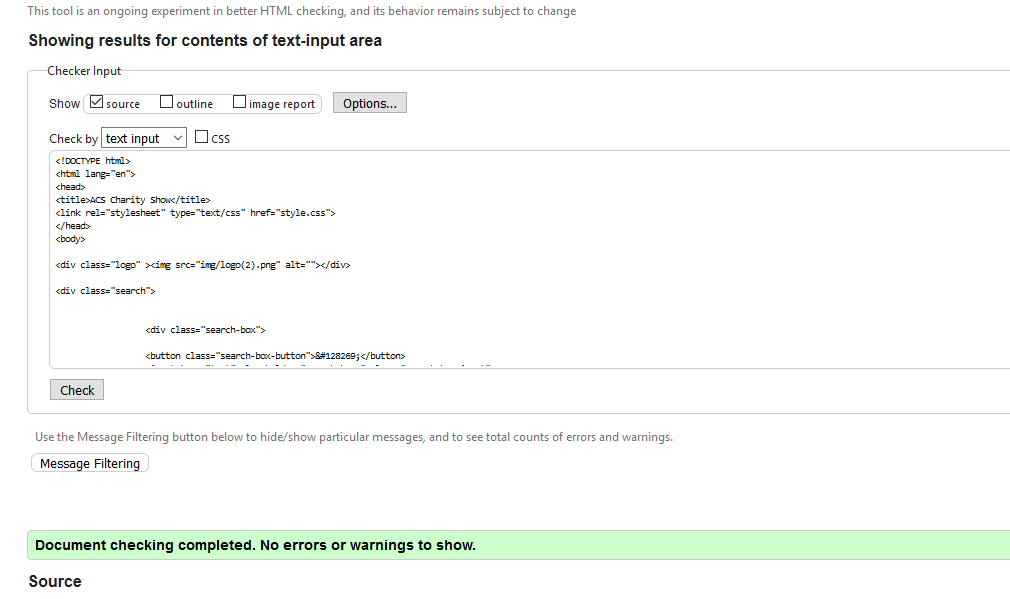 This tool is an ongoing experiment in better HTML checking, and its behavior remains subject to change
Showing results for contents of text-input area
Checker Input
Show source outline image report Options...
Check by text input CSS
<!DOCTYPE html>
<html lang="en">
<head>
<title>ACS Charity Show</title>
<link rel="stylesheet" type="text/css" href="style.css">
</head>
<body>
<div class="logo" ><img src="img/logo(2).png" alt=""></div>
<div class="search">
<div class="search-box">
<button class="search-box-button">&#128269;</button>
Check
Use the Message Filtering button below to hide/show particular messages, and to see total counts of errors and warnings.
Message Filtering
Document checking completed. No errors or warnings to show.
Source